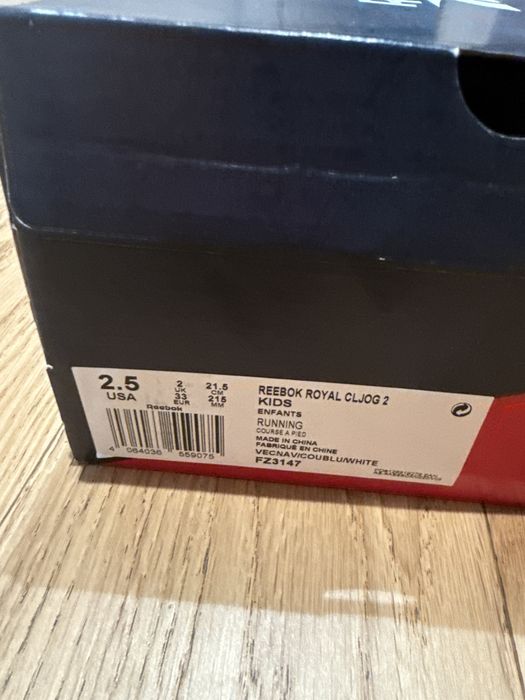 2.5
USA
2
UK
33
EUR
21.5
CM
215
MM
Reebok
4 064036 559075
REEBOK ROYAL CLJOG 2
KIDS
ENFANTS
RUNNING
COURSE A PIED
MADE IN CHINA
FABRIQUÉ EN CHINE
VECNAV/COUBLU/WHITE
FZ3147